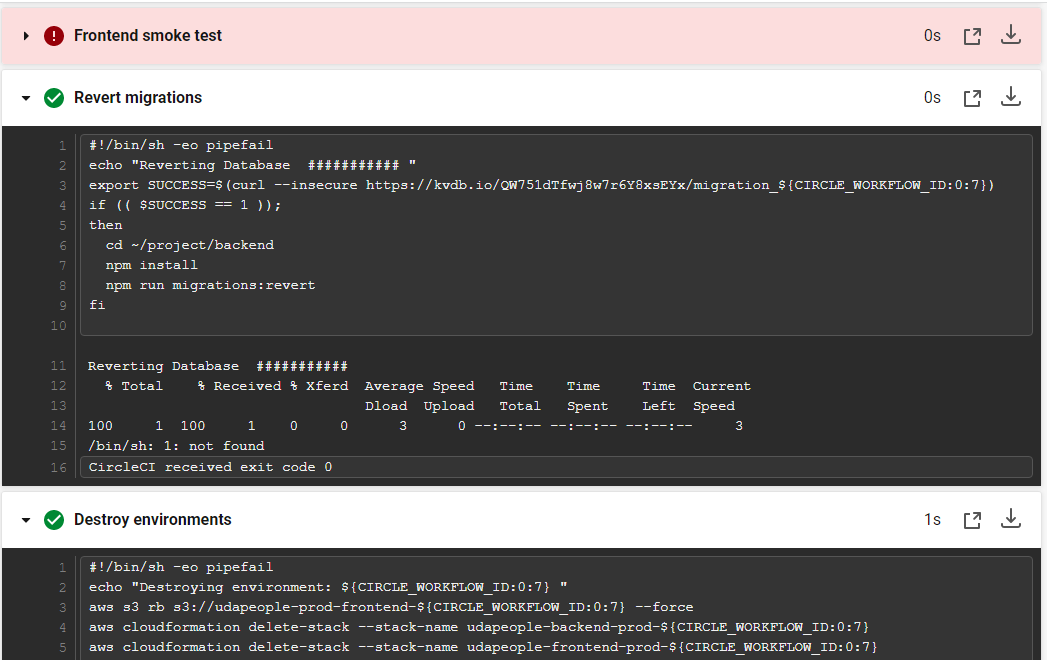 Frontend smoke test 0s
Revert migrations 0s
1 #!/bin/sh -eo pipefail
2 echo "Reverting Database  ########### "
3 export SUCCESS=$(curl --insecure https://kvdb.io/QW751dTfwj8w7r6Y8xsEYx/migration_${CIRCLE_WORKFLOW_ID:0:7})
4 if (( $SUCCESS == 1 ));
5 then
6   cd ~/project/backend
7   npm install
8   npm run migrations:revert
9 fi
10
11 Reverting Database  ###########
12   % Total    % Received % Xferd  Average Speed   Time    Time     Time  Current
13                                  Dload  Upload   Total   Spent    Left  Speed
14 100     1  100     1    0     0      3      0 --:--:-- --:--:-- --:--:--     3
15 /bin/sh: 1: not found
16 CircleCI received exit code 0
Destroy environments 1s
1 #!/bin/sh -eo pipefail
2 echo "Destroying environment: ${CIRCLE_WORKFLOW_ID:0:7} "
3 aws s3 rb s3://udapeople-prod-frontend-${CIRCLE_WORKFLOW_ID:0:7} --force
4 aws cloudformation delete-stack --stack-name udapeople-backend-prod-${CIRCLE_WORKFLOW_ID:0:7}
5 aws cloudformation delete-stack --stack-name udapeople-frontend-prod-${CIRCLE_WORKFLOW_ID:0:7}